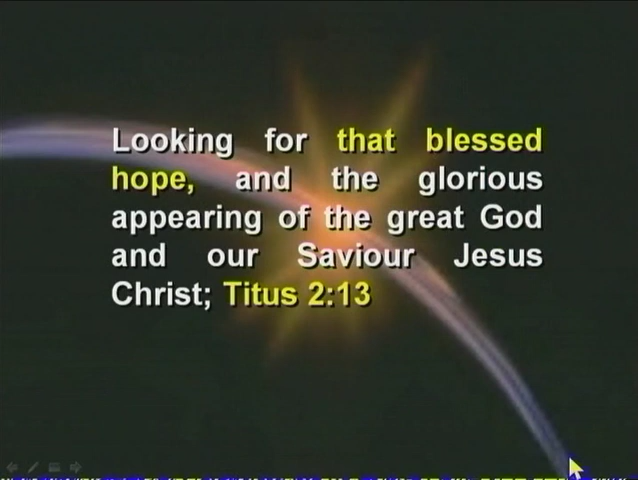 Looking for that blessed
hope, and the glorious
appearing of the great God
and our Saviour Jesus
Christ; Titus 2:13